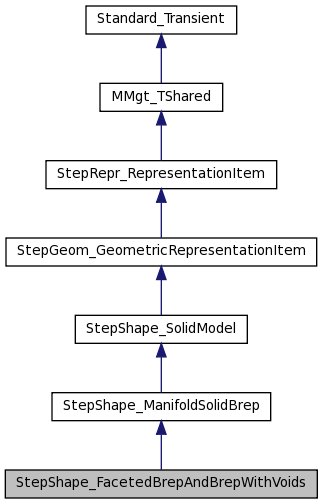 Standard_Transient
MMgt_TShared
StepRepr_RepresentationItem
StepGeom_GeometricRepresentationItem
StepShape_SolidModel
StepShape_ManifoldSolidBrep
StepShape_FacetedBrepAndBrepWithVoids